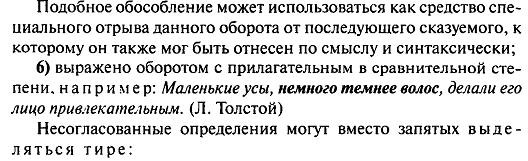 Подобное обособление может использоваться как средство спе-
циального отрыва данного оборота от последующего сказуемого, к
которому он также мог быть отнесен по смыслу и синтаксически;
б) выражено оборотом с прилагательным в сравнительной сте-
пени, например: Маленькие усы, немного темнее волос, делали его
лицо привлекательным. (Л. Толстой)
Несогласованные определения могут вместо запятых выде-
ляться тире: